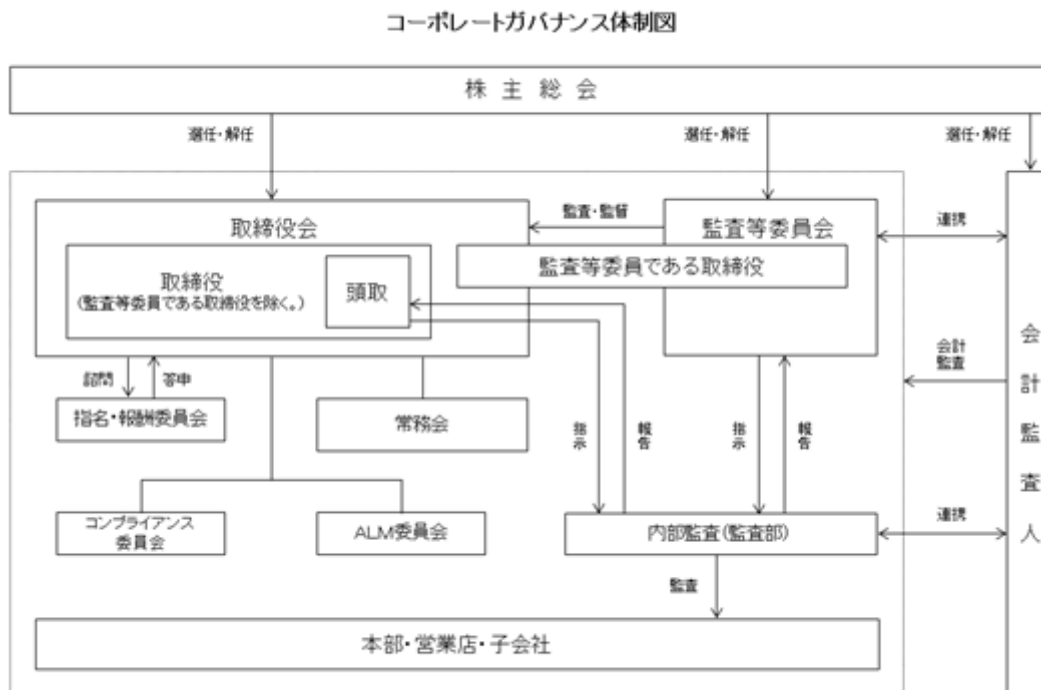 コーポレートガバナンス体制図
株主総会
選任・解任
選任・解任
選任・解任
取締役会
監査・監督
監査等委員会
連携
監査等委員である取締役
取締役
(監査等委員である取締役を除く。)
頭取
会計監査人
会計
監査
諮問
答申
指名・報酬委員会
常務会
指示
報告
指示
報告
コンプライアンス
委員会
ALM委員会
内部監査(監査部)
連携
監査
本部・営業店・子会社